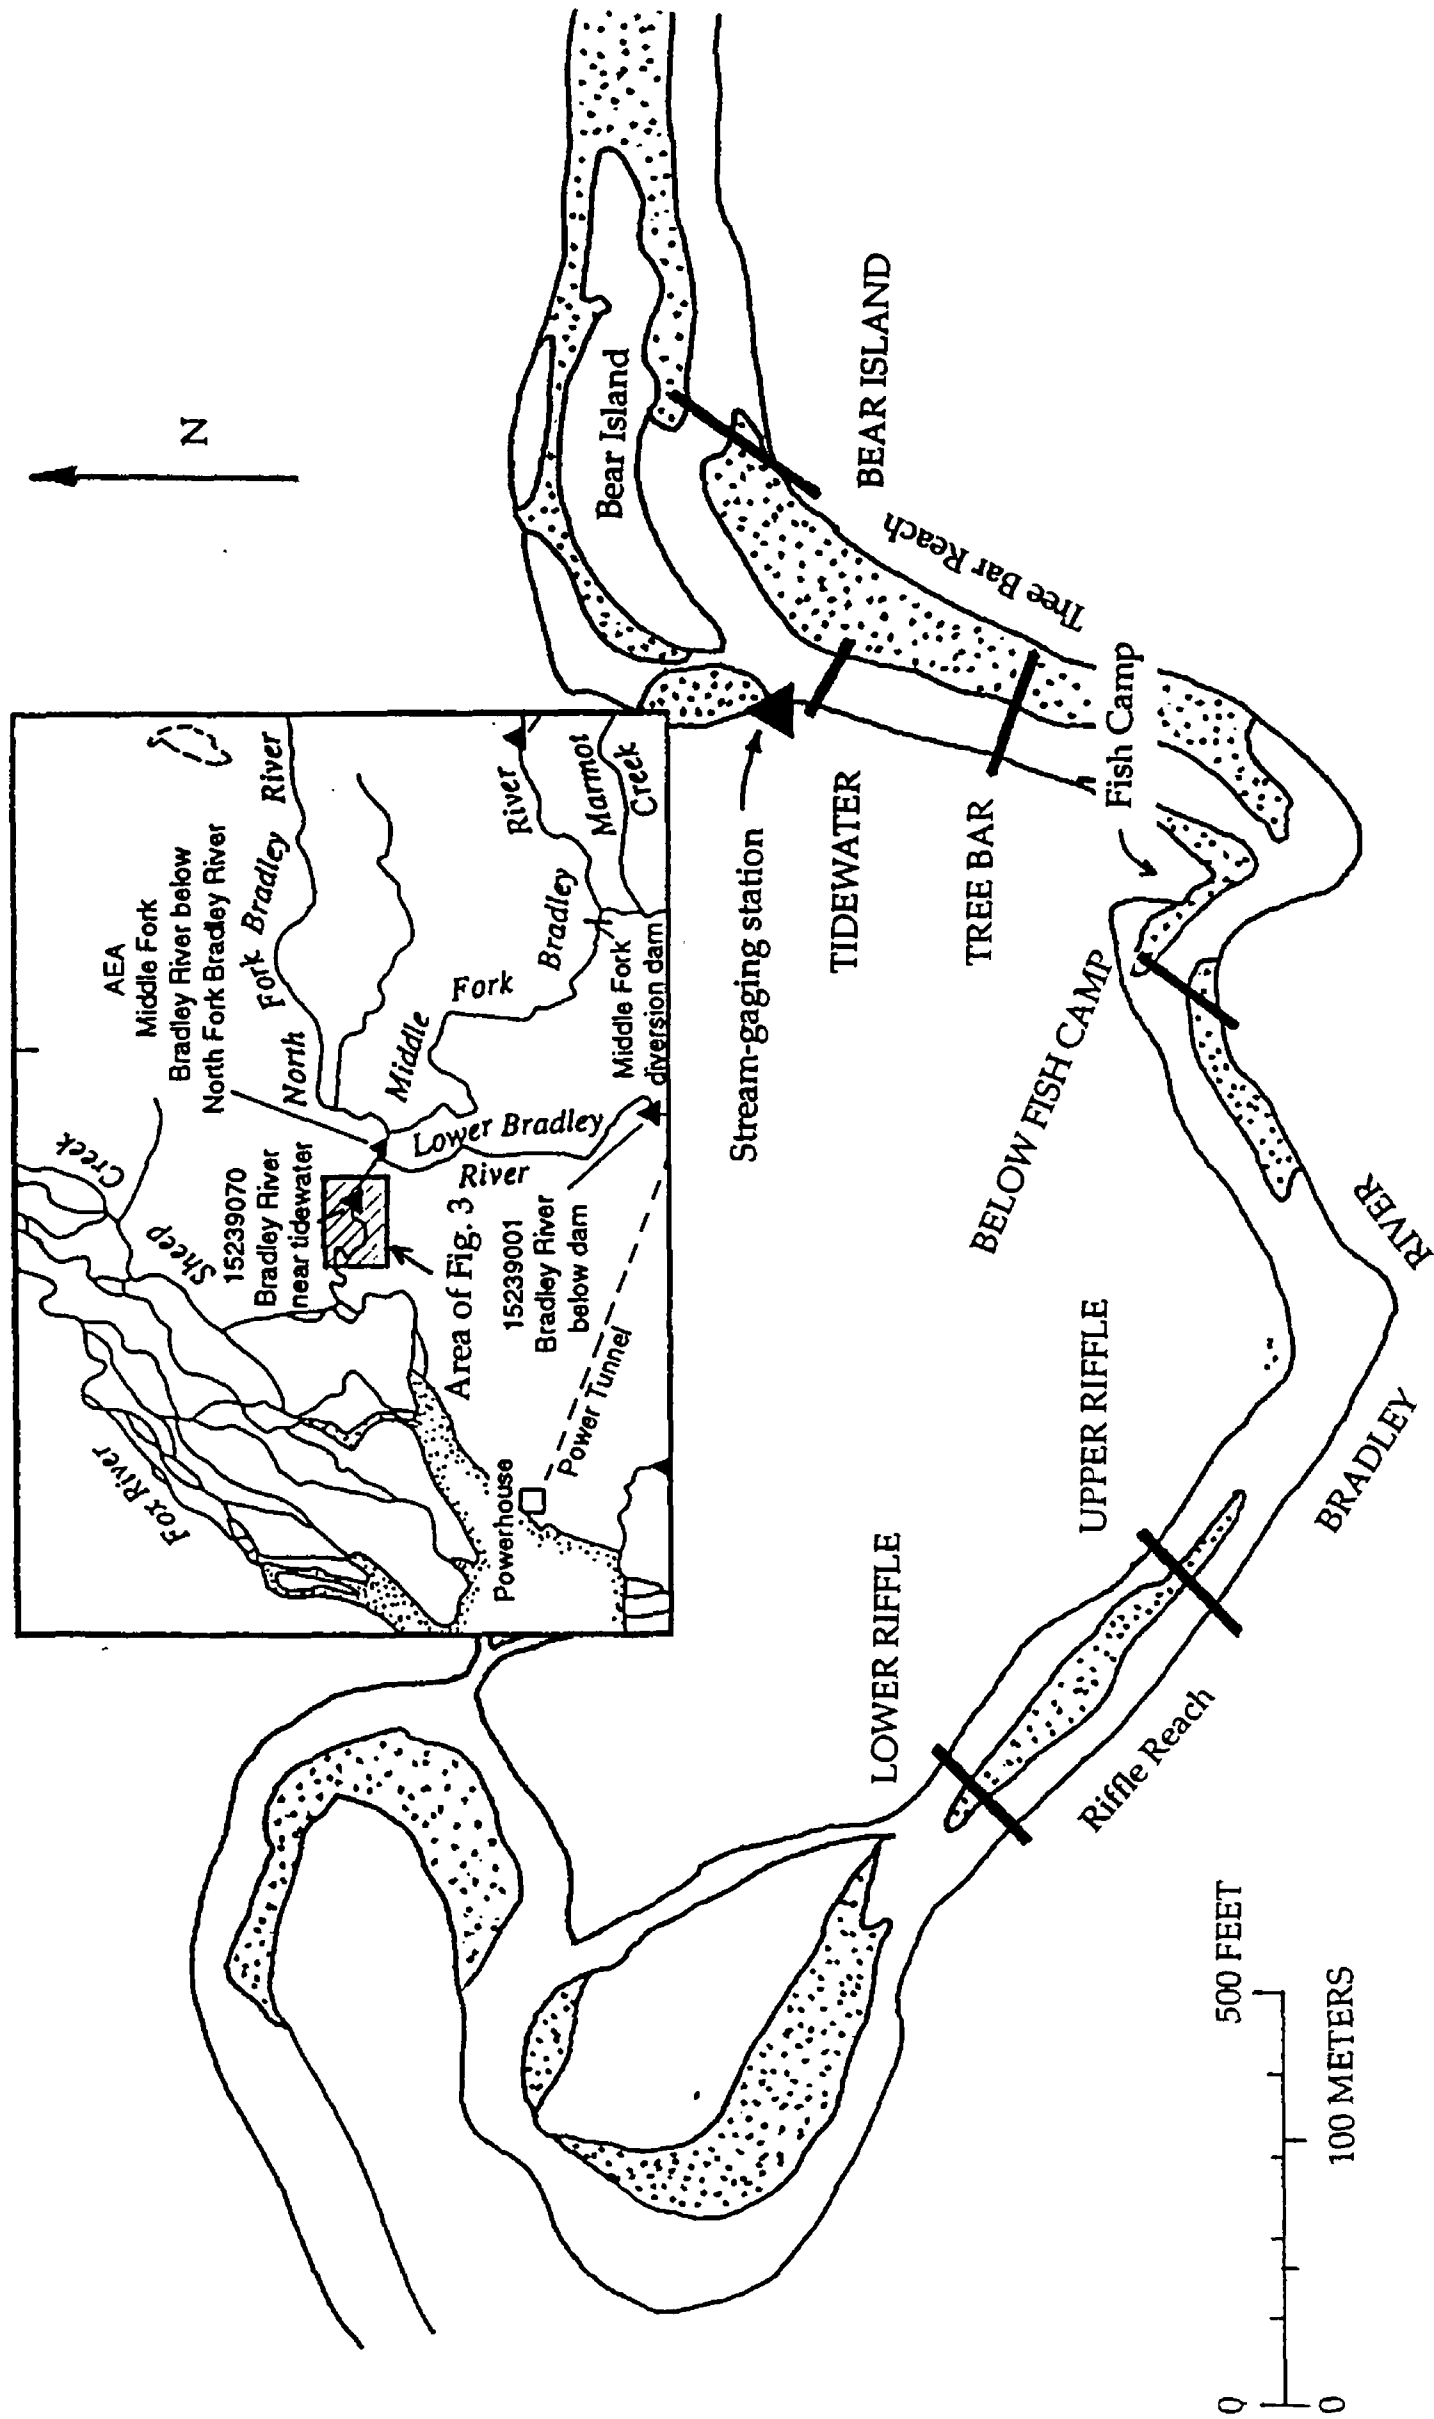 N
Fox River
Sheep
Creek
AEA
Middle Fork
Bradley River below
North Fork Bradley River
North
Fork
Bradley
River
15239070
Bradley River
near tidewater
Middle
Fork
Bradley
River
Marmot
Creek
Lower Bradley
River
Middle Fork
diversion dam
Area of Fig. 3
15239001
Bradley River
below dam
Powerhouse
Power Tunnel
Bear Island
BEAR ISLAND
Tree Bar Reach
Stream-gaging station
TIDEWATER
TREE BAR
Fish Camp
BELOW FISH CAMP
LOWER RIFFLE
UPPER RIFFLE
Riffle Reach
BRADLEY
RIVER
0
500 FEET
0
100 METERS